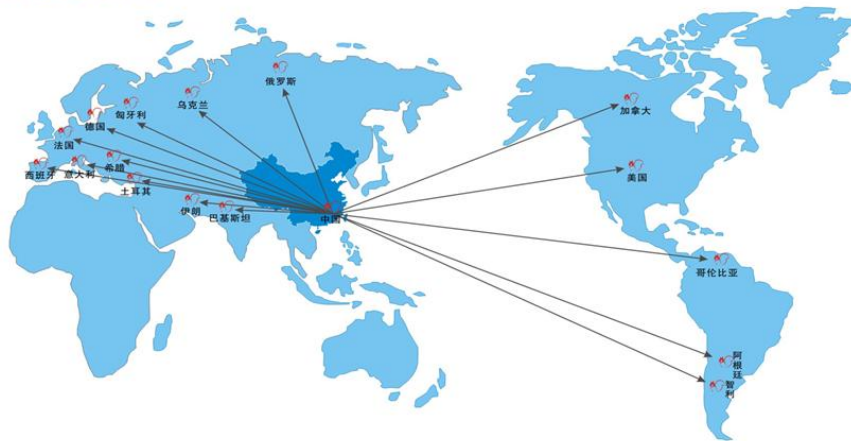 俄罗斯
乌克兰
匈牙利
德国
法国
西班牙
意大利
希腊
土耳其
伊朗
巴基斯坦
中国
加拿大
美国
哥伦比亚
阿根廷
智利